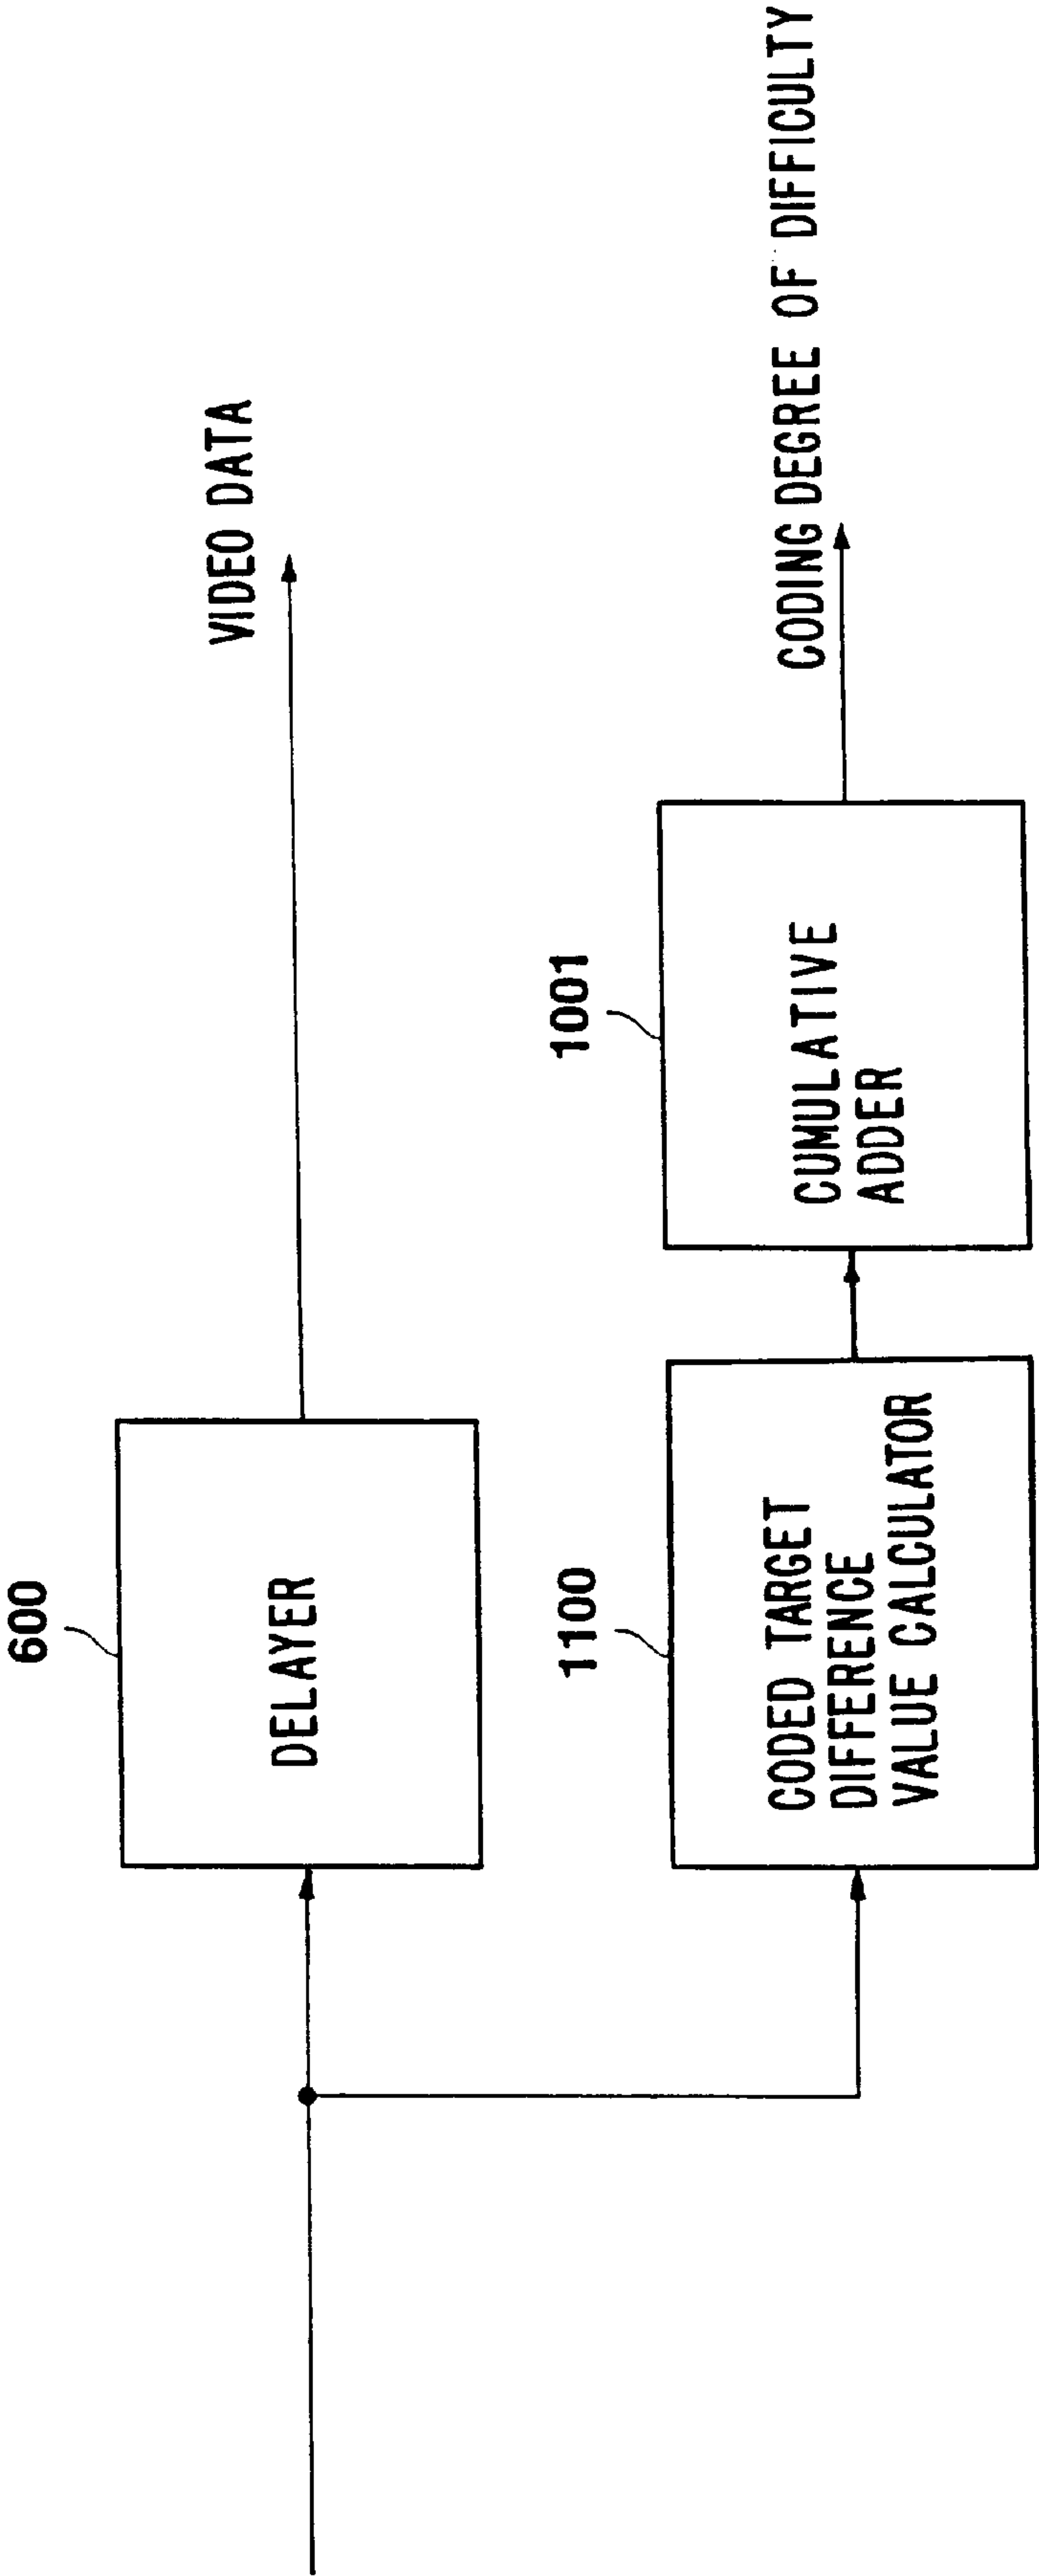 600
DELAYER
VIDEO DATA
1100
CODED TARGET
DIFFERENCE
VALUE CALCULATOR
1001
CUMULATIVE
ADDER
CODING DEGREE OF DIFFICULTY